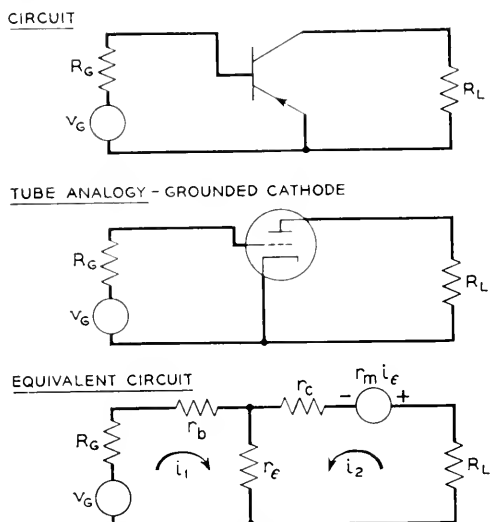 CIRCUIT
R_G
v_G
R_L
TUBE ANALOGY - GROUNDED CATHODE
R_G
v_G
R_L
EQUIVALENT CIRCUIT
r_b
r_c
- r_m i_ε +
R_G
v_G
i_1
r_ε
i_2
R_L